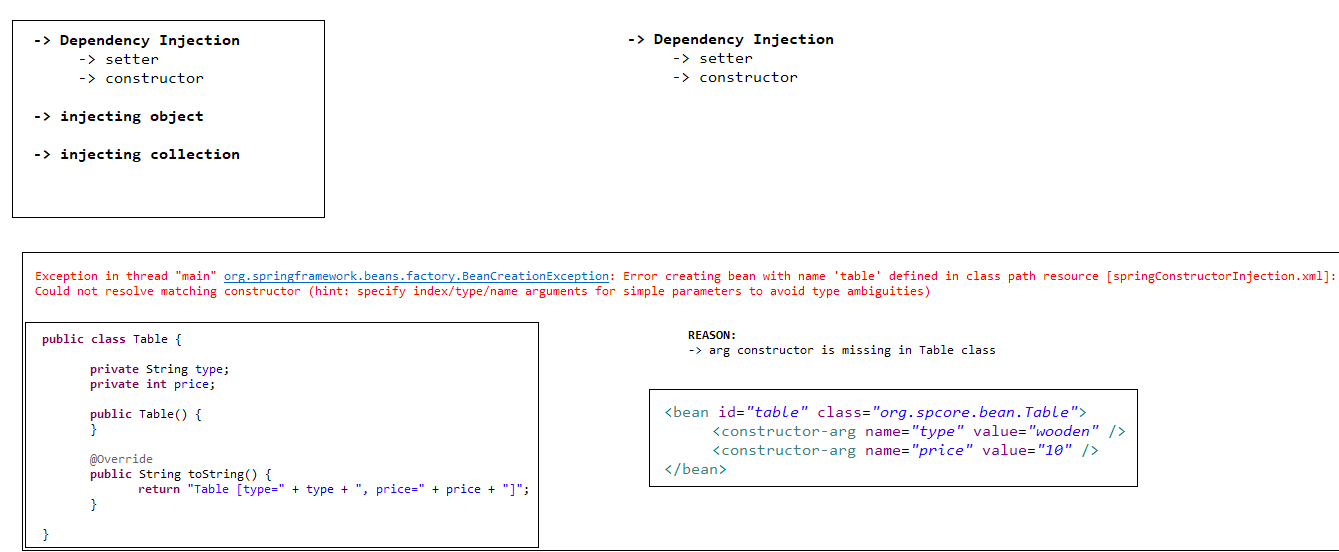 -> Dependency Injection
-> setter
-> constructor
-> injecting object
-> injecting collection
-> Dependency Injection
-> setter
-> constructor
Exception in thread "main" org.springframework.beans.factory.BeanCreationException: Error creating bean with name 'table' defined in class path resource [springConstructorInjection.xml]:
Could not resolve matching constructor (hint: specify index/type/name arguments for simple parameters to avoid type ambiguities)
public class Table {
private String type;
private int price;
public Table() {
}
@Override
public String toString() {
return "Table [type=" + type + ", price=" + price + "]";
}
}
REASON:
-> arg constructor is missing in Table class
<bean id="table" class="org.spcore.bean.Table">
<constructor-arg name="type" value="wooden" />
<constructor-arg name="price" value="10" />
</bean>